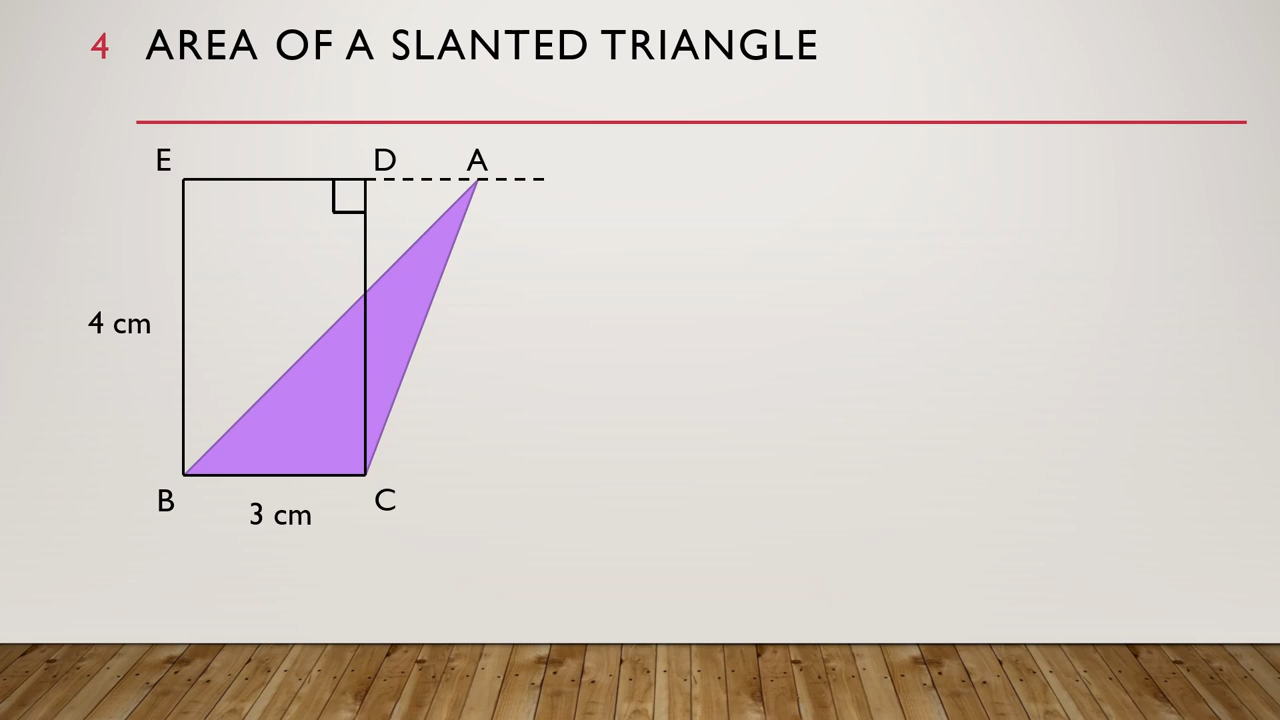 4 AREA OF A SLANTED TRIANGLE
E D A
4 cm
B C
3 cm